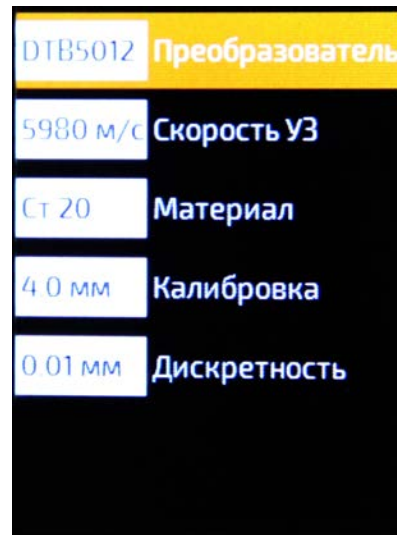 DTB5012 Преобразователь
5980 м/с Скорость УЗ
Ст 20 Материал
4.0 мм Калибровка
0.01 мм Дискретность